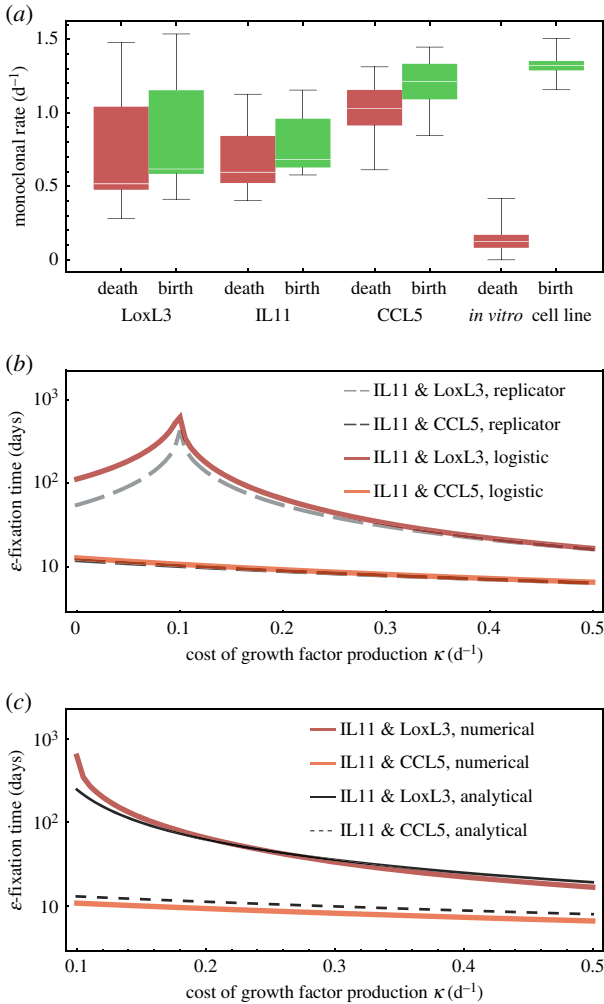 (a)
monoclonal rate (d⁻¹)
1.5
1.0
0.5
0
death birth death birth death birth death birth
LoxL3 IL11 CCL5 in vitro cell line
(b)
ε-fixation time (days)
10³
10²
10
IL11 & LoxL3, replicator
IL11 & CCL5, replicator
IL11 & LoxL3, logistic
IL11 & CCL5, logistic
0 0.1 0.2 0.3 0.4 0.5
cost of growth factor production κ (d⁻¹)
(c)
ε-fixation time (days)
10³
10²
10
IL11 & LoxL3, numerical
IL11 & CCL5, numerical
IL11 & LoxL3, analytical
IL11 & CCL5, analytical
0.1 0.2 0.3 0.4 0.5
cost of growth factor production κ (d⁻¹)